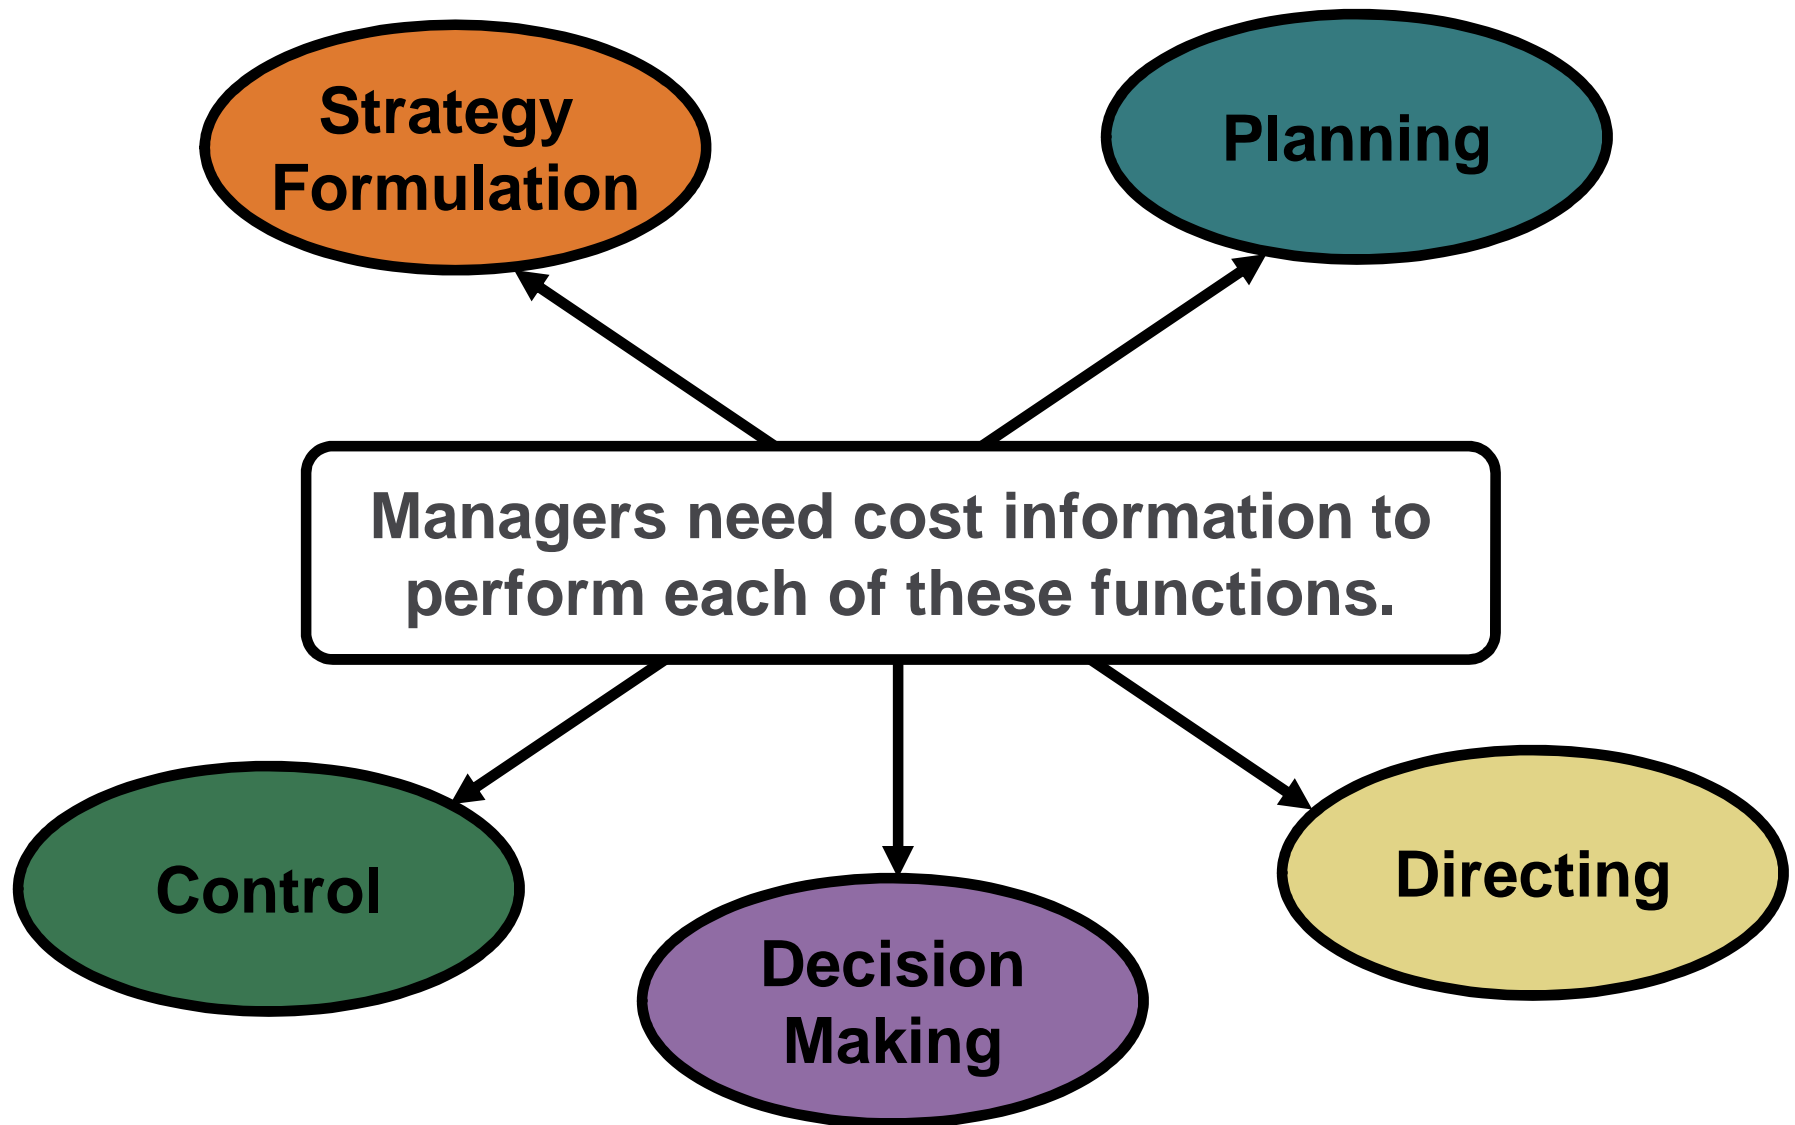 Strategy
Formulation
Planning
Managers need cost information to
perform each of these functions.
Control
Decision
Making
Directing